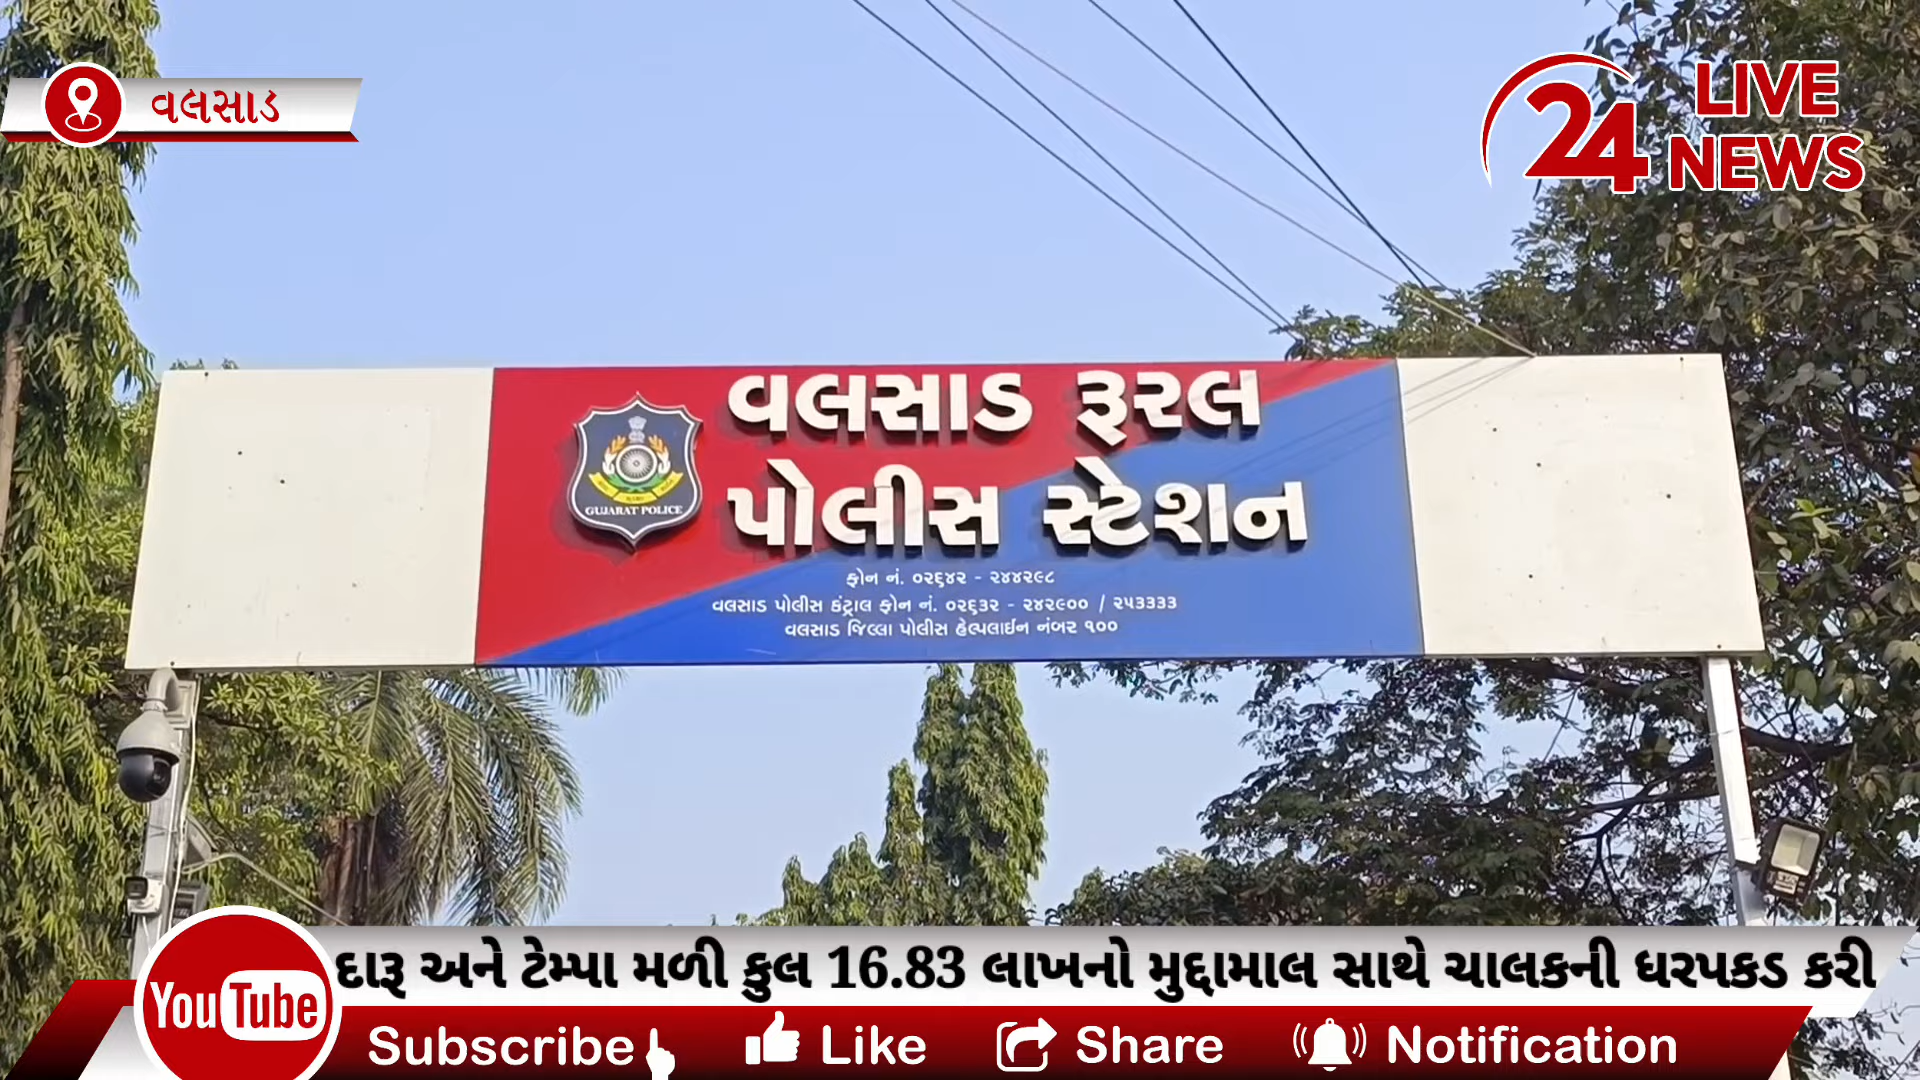 વલસાડ
24 LIVE
NEWS
વલસાડ રૂરલ
પોલીસ સ્ટેશન
GUJARAT POLICE
ફોન નં. ૦૨૬૪૨ - ૨૪૪૨૯૮
વલસાડ પોલીસ કંટ્રાલ ફોન નં. ૦૨૬૩૨ - ૨૪૨૯૦૦ / ૨૫૩૩૩૩
વલસાડ જિલ્લા પોલીસ હેલ્પલાઈન નંબર ૧૦૦
દારૂ અને ટેમ્પા મળી કુલ 16.83 લાખનો મુદ્દામાલ સાથે ચાલકની ધરપકડ કરી
YouTube Subscribe Like Share Notification